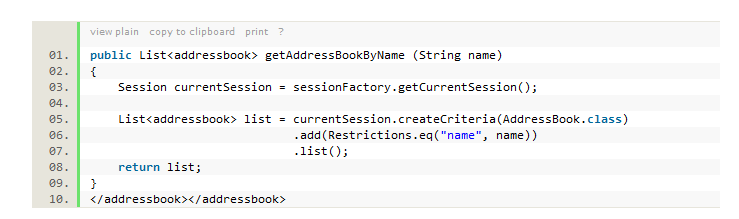 view plain copy to clipboard print ?
01. public List<addressbook> getAddressBookByName (String name)
02. {
03.     Session currentSession = sessionFactory.getCurrentSession();
04.
05.     List<addressbook> list = currentSession.createCriteria(AddressBook.class)
06.                              .add(Restrictions.eq("name", name))
07.                              .list();
08.     return list;
09. }
10. </addressbook></addressbook>